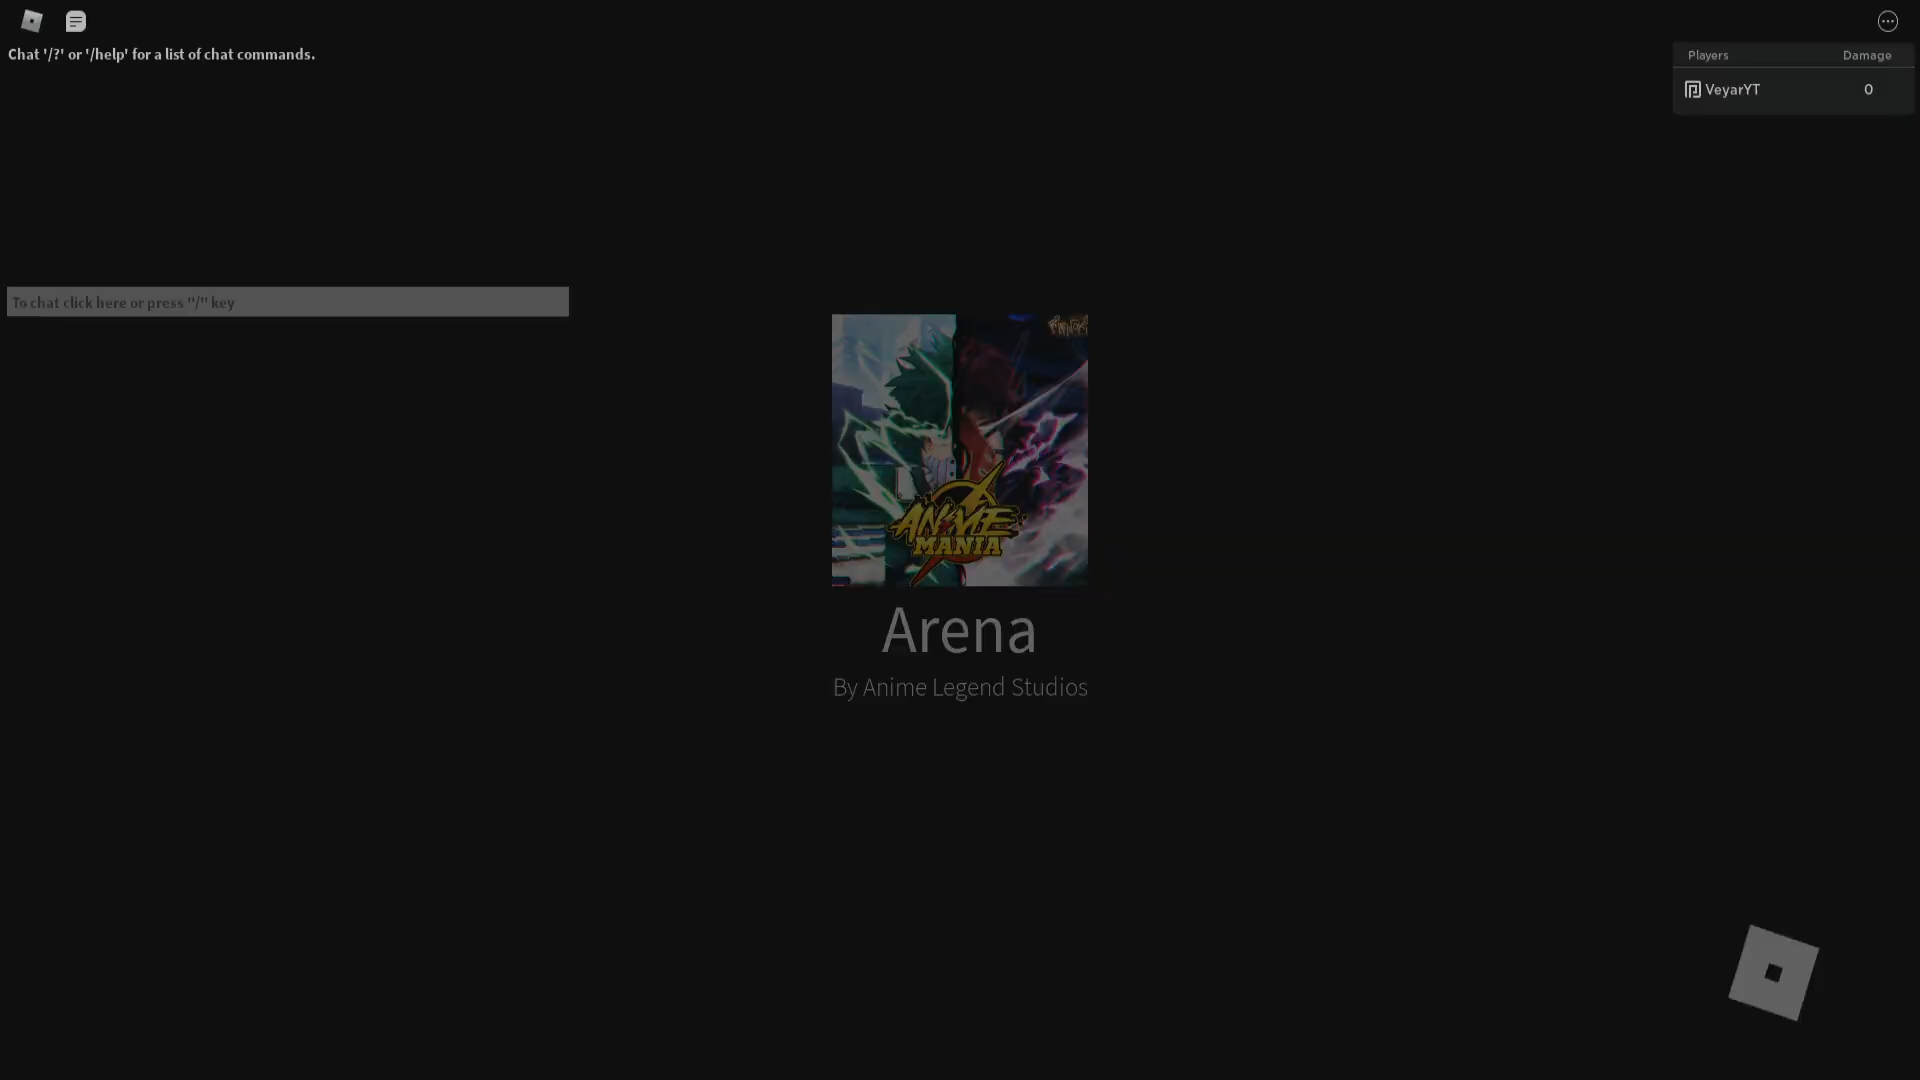 Chat '/?' or '/help' for a list of chat commands.
Players Damage
VeyarYT 0
To chat click here or press "/" key
ANIME
MANIA
Arena
By Anime Legend Studios